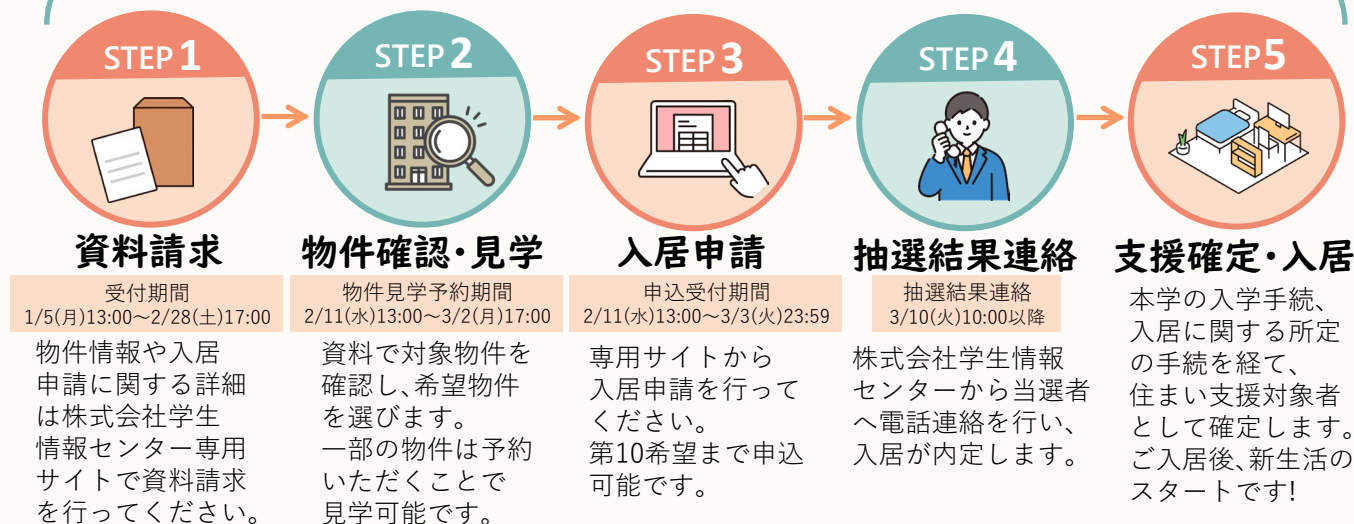 STEP 1
資料請求
受付期間
1/5(月)13:00～2/28(土)17:00
物件情報や入居
申請に関する詳細
は株式会社学生
情報センター専用
サイトで資料請求
を行ってください。
STEP 2
物件確認・見学
物件見学予約期間
2/11(水)13:00～3/2(月)17:00
資料で対象物件を
確認し、希望物件
を選びます。
一部の物件は予約
いただくことで
見学可能です。
STEP 3
入居申請
申込受付期間
2/11(水)13:00～3/3(火)23:59
専用サイトから
入居申請を行って
ください。
第10希望まで申込
可能です。
STEP 4
抽選結果連絡
抽選結果連絡
3/10(火)10:00以降
株式会社学生情報
センターから当選者
へ電話連絡を行い、
入居が内定します。
STEP 5
支援確定・入居
本学の入学手続、
入居に関する所定
の手続を経て、
住まい支援対象者
として確定します。
ご入居後、新生活の
スタートです!